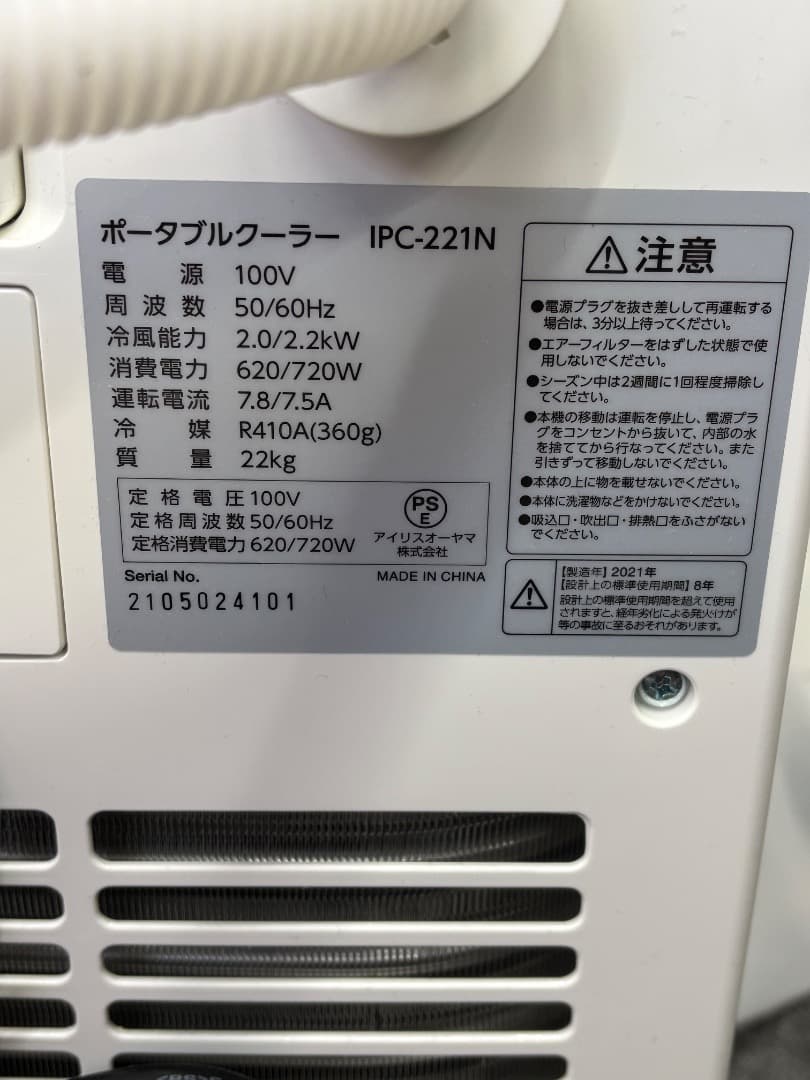 ポータブルクーラー IPC-221N
電源 100V
周波数 50/60Hz
冷風能力 2.0/2.2kW
消費電力 620/720W
運転電流 7.8/7.5A
冷媒 R410A(360g)
質量 22kg
定格電圧 100V
定格周波数 50/60Hz
定格消費電力 620/720W
PS
E
アイリスオーヤマ
株式会社
Serial No.
MADE IN CHINA
2105024101
注意
●電源プラグを抜き差しして再運転する
場合は、3分以上待ってください。
●エアーフィルターをはずした状態で使
用しないでください。
●シーズン中は2週間に1回程度掃除し
てください。
●本機の移動は運転を停止し、電源プラ
グをコンセントから抜いて、内部の水
を捨ててから行なってください。また
引きずって移動しないでください。
●本体の上に物を載せないでください。
●本体に洗濯物などをかけないでください。
●吸込口・吹出口・排熱口をふさがない
でください。
【製造年】2021年
【設計上の標準使用期間】8年
設計上の標準使用期間を超えて使用
されますと、経年劣化による発火けが
等の事故に至るおそれがあります。